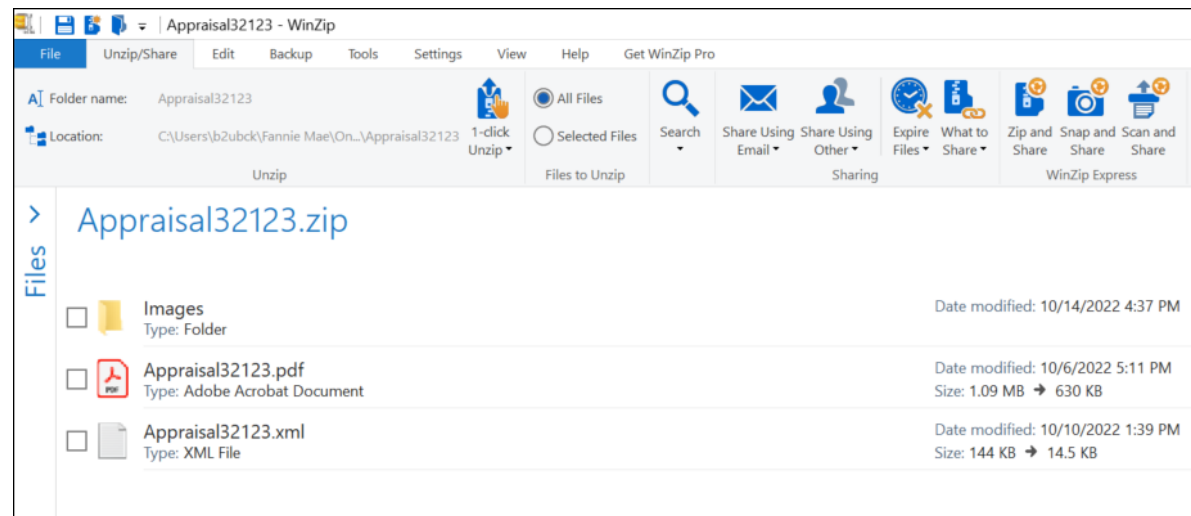 Appraisal32123 - WinZip
File Unzip/Share Edit Backup Tools Settings View Help Get WinZip Pro
Folder name: Appraisal32123
Location: C:\Users\b2ubck\Fannie Mae\On...\Appraisal32123
1-click
Unzip
Unzip
All Files
Selected Files
Files to Unzip
Search
Share Using
Email
Share Using
Other
Expire
Files
What to
Share
Sharing
Zip and
Share
Snap and
Share
Scan and
Share
WinZip Express
Files
Appraisal32123.zip
Images
Type: Folder
Date modified: 10/14/2022 4:37 PM
PDF
Appraisal32123.pdf
Type: Adobe Acrobat Document
Date modified: 10/6/2022 5:11 PM
Size: 1.09 MB ➔ 630 KB
Appraisal32123.xml
Type: XML File
Date modified: 10/10/2022 1:39 PM
Size: 144 KB ➔ 14.5 KB